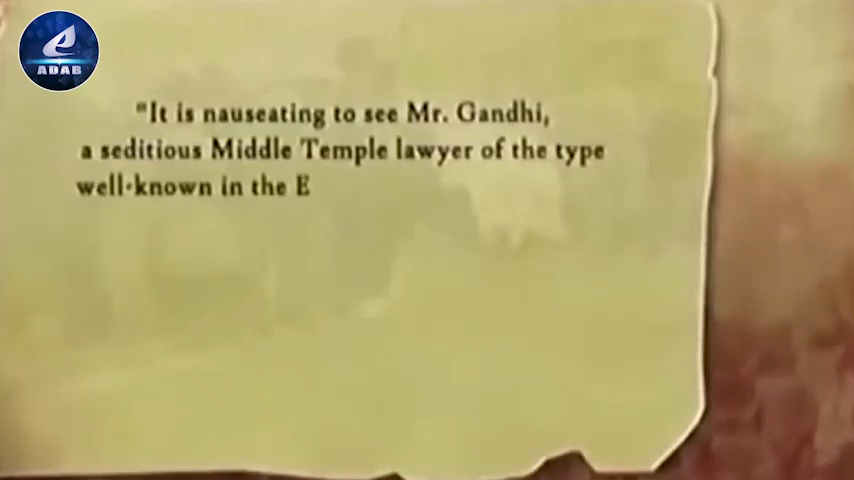 ADAB
"It is nauseating to see Mr. Gandhi,
a seditious Middle Temple lawyer of the type
well-known in the E